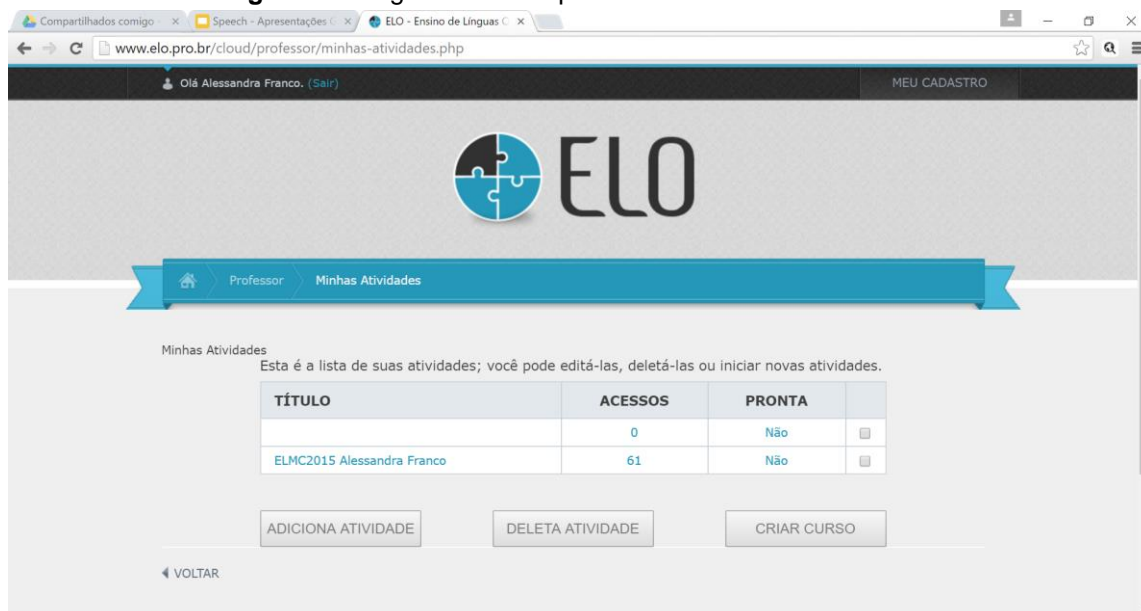 Compartilhados comigo -
Speech - Apresentações G
ELO - Ensino de Línguas C
www.elo.pro.br/cloud/professor/minhas-atividades.php
Olá Alessandra Franco. (Sair)
MEU CADASTRO
ELO
Professor
Minhas Atividades
Minhas Atividades
Esta é a lista de suas atividades; você pode editá-las, deletá-las ou iniciar novas atividades.
TÍTULO ACESSOS PRONTA
0 Não
ELMC2015 Alessandra Franco 61 Não
ADICIONA ATIVIDADE DELETA ATIVIDADE CRIAR CURSO
VOLTAR